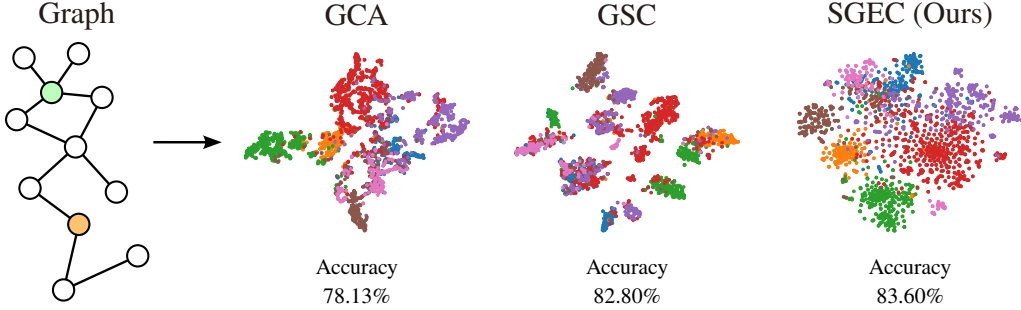 Graph
GCA
GSC
SGEC (Ours)
Accuracy
78.13%
Accuracy
82.80%
Accuracy
83.60%